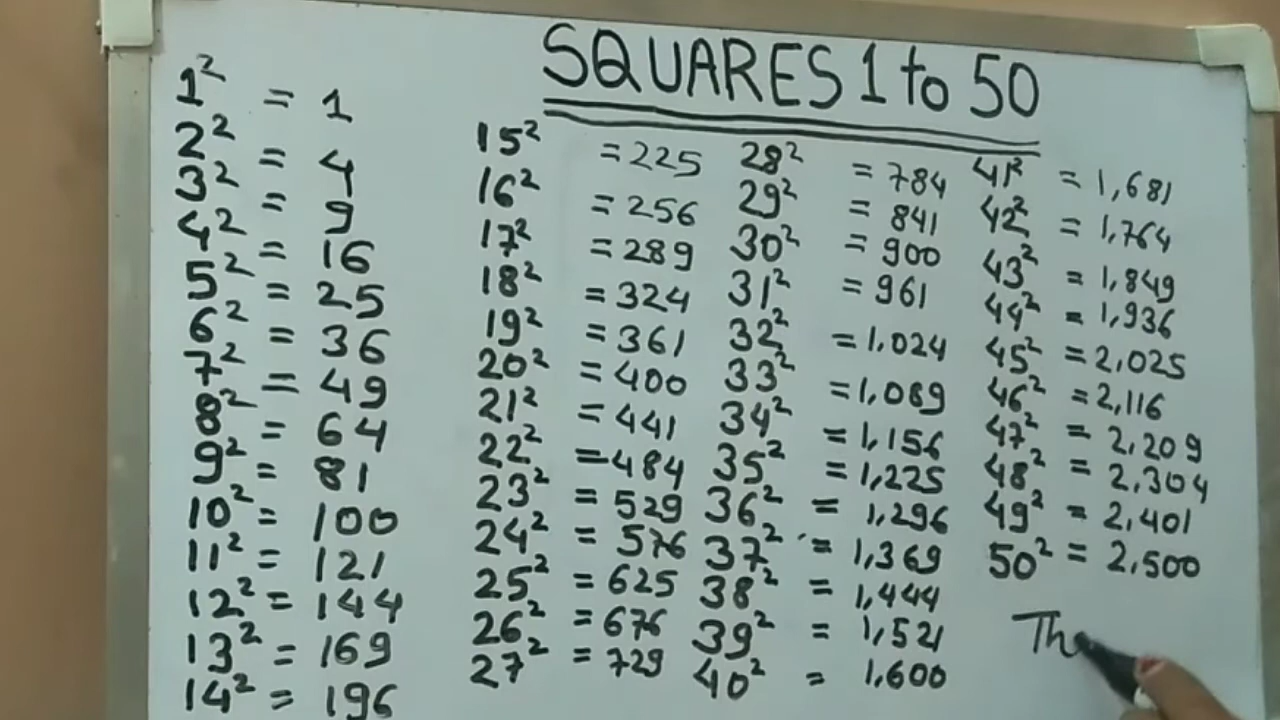 SQUARES 1 to 50
1² = 1
2² = 4
3² = 9
4² = 16
5² = 25
6² = 36
7² = 49
8² = 64
9² = 81
10² = 100
11² = 121
12² = 144
13² = 169
14² = 196
15² = 225
16² = 256
17² = 289
18² = 324
19² = 361
20² = 400
21² = 441
22² = 484
23² = 529
24² = 576
25² = 625
26² = 676
27² = 729
28² = 784
29² = 841
30² = 900
31² = 961
32² = 1,024
33² = 1,089
34² = 1,156
35² = 1,225
36² = 1,296
37² = 1,369
38² = 1,444
39² = 1,521
40² = 1,600
41² = 1,681
42² = 1,764
43² = 1,849
44² = 1,936
45² = 2,025
46² = 2,116
47² = 2,209
48² = 2,304
49² = 2,401
50² = 2,500
Th